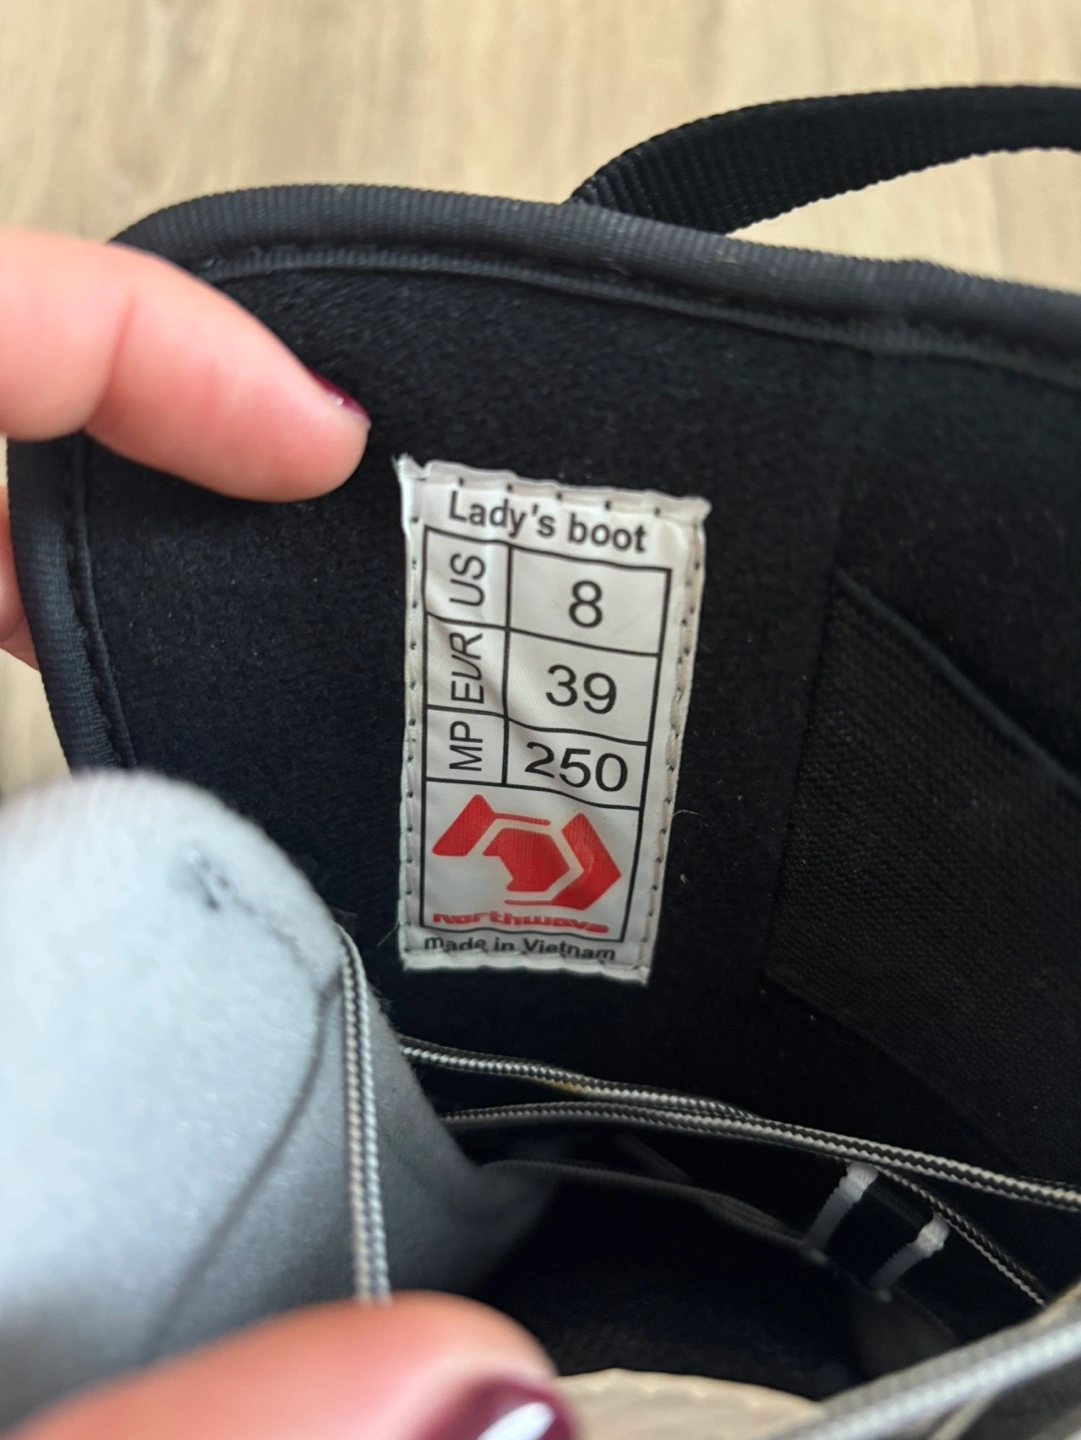 Lady's boot
US 8
EUR 39
MP 250
northwave
made in Vietnam